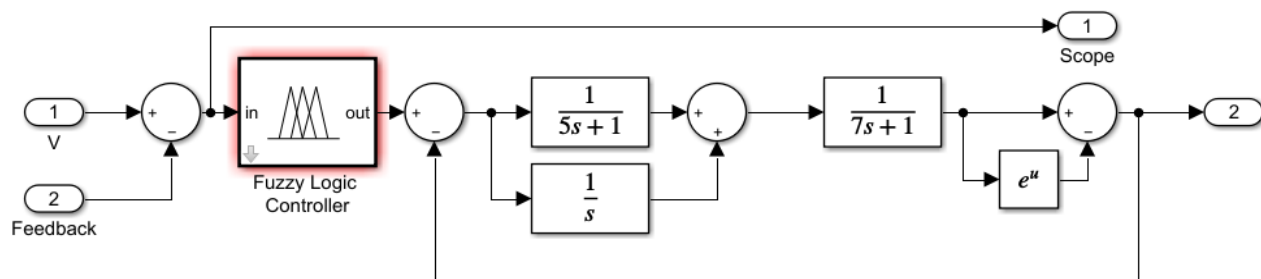 1
Scope
1
V
+
−
in
out
Fuzzy Logic
Controller
+
−
1
5s + 1
1
s
+
+
1
7s + 1
+
−
e^u
2
2
Feedback